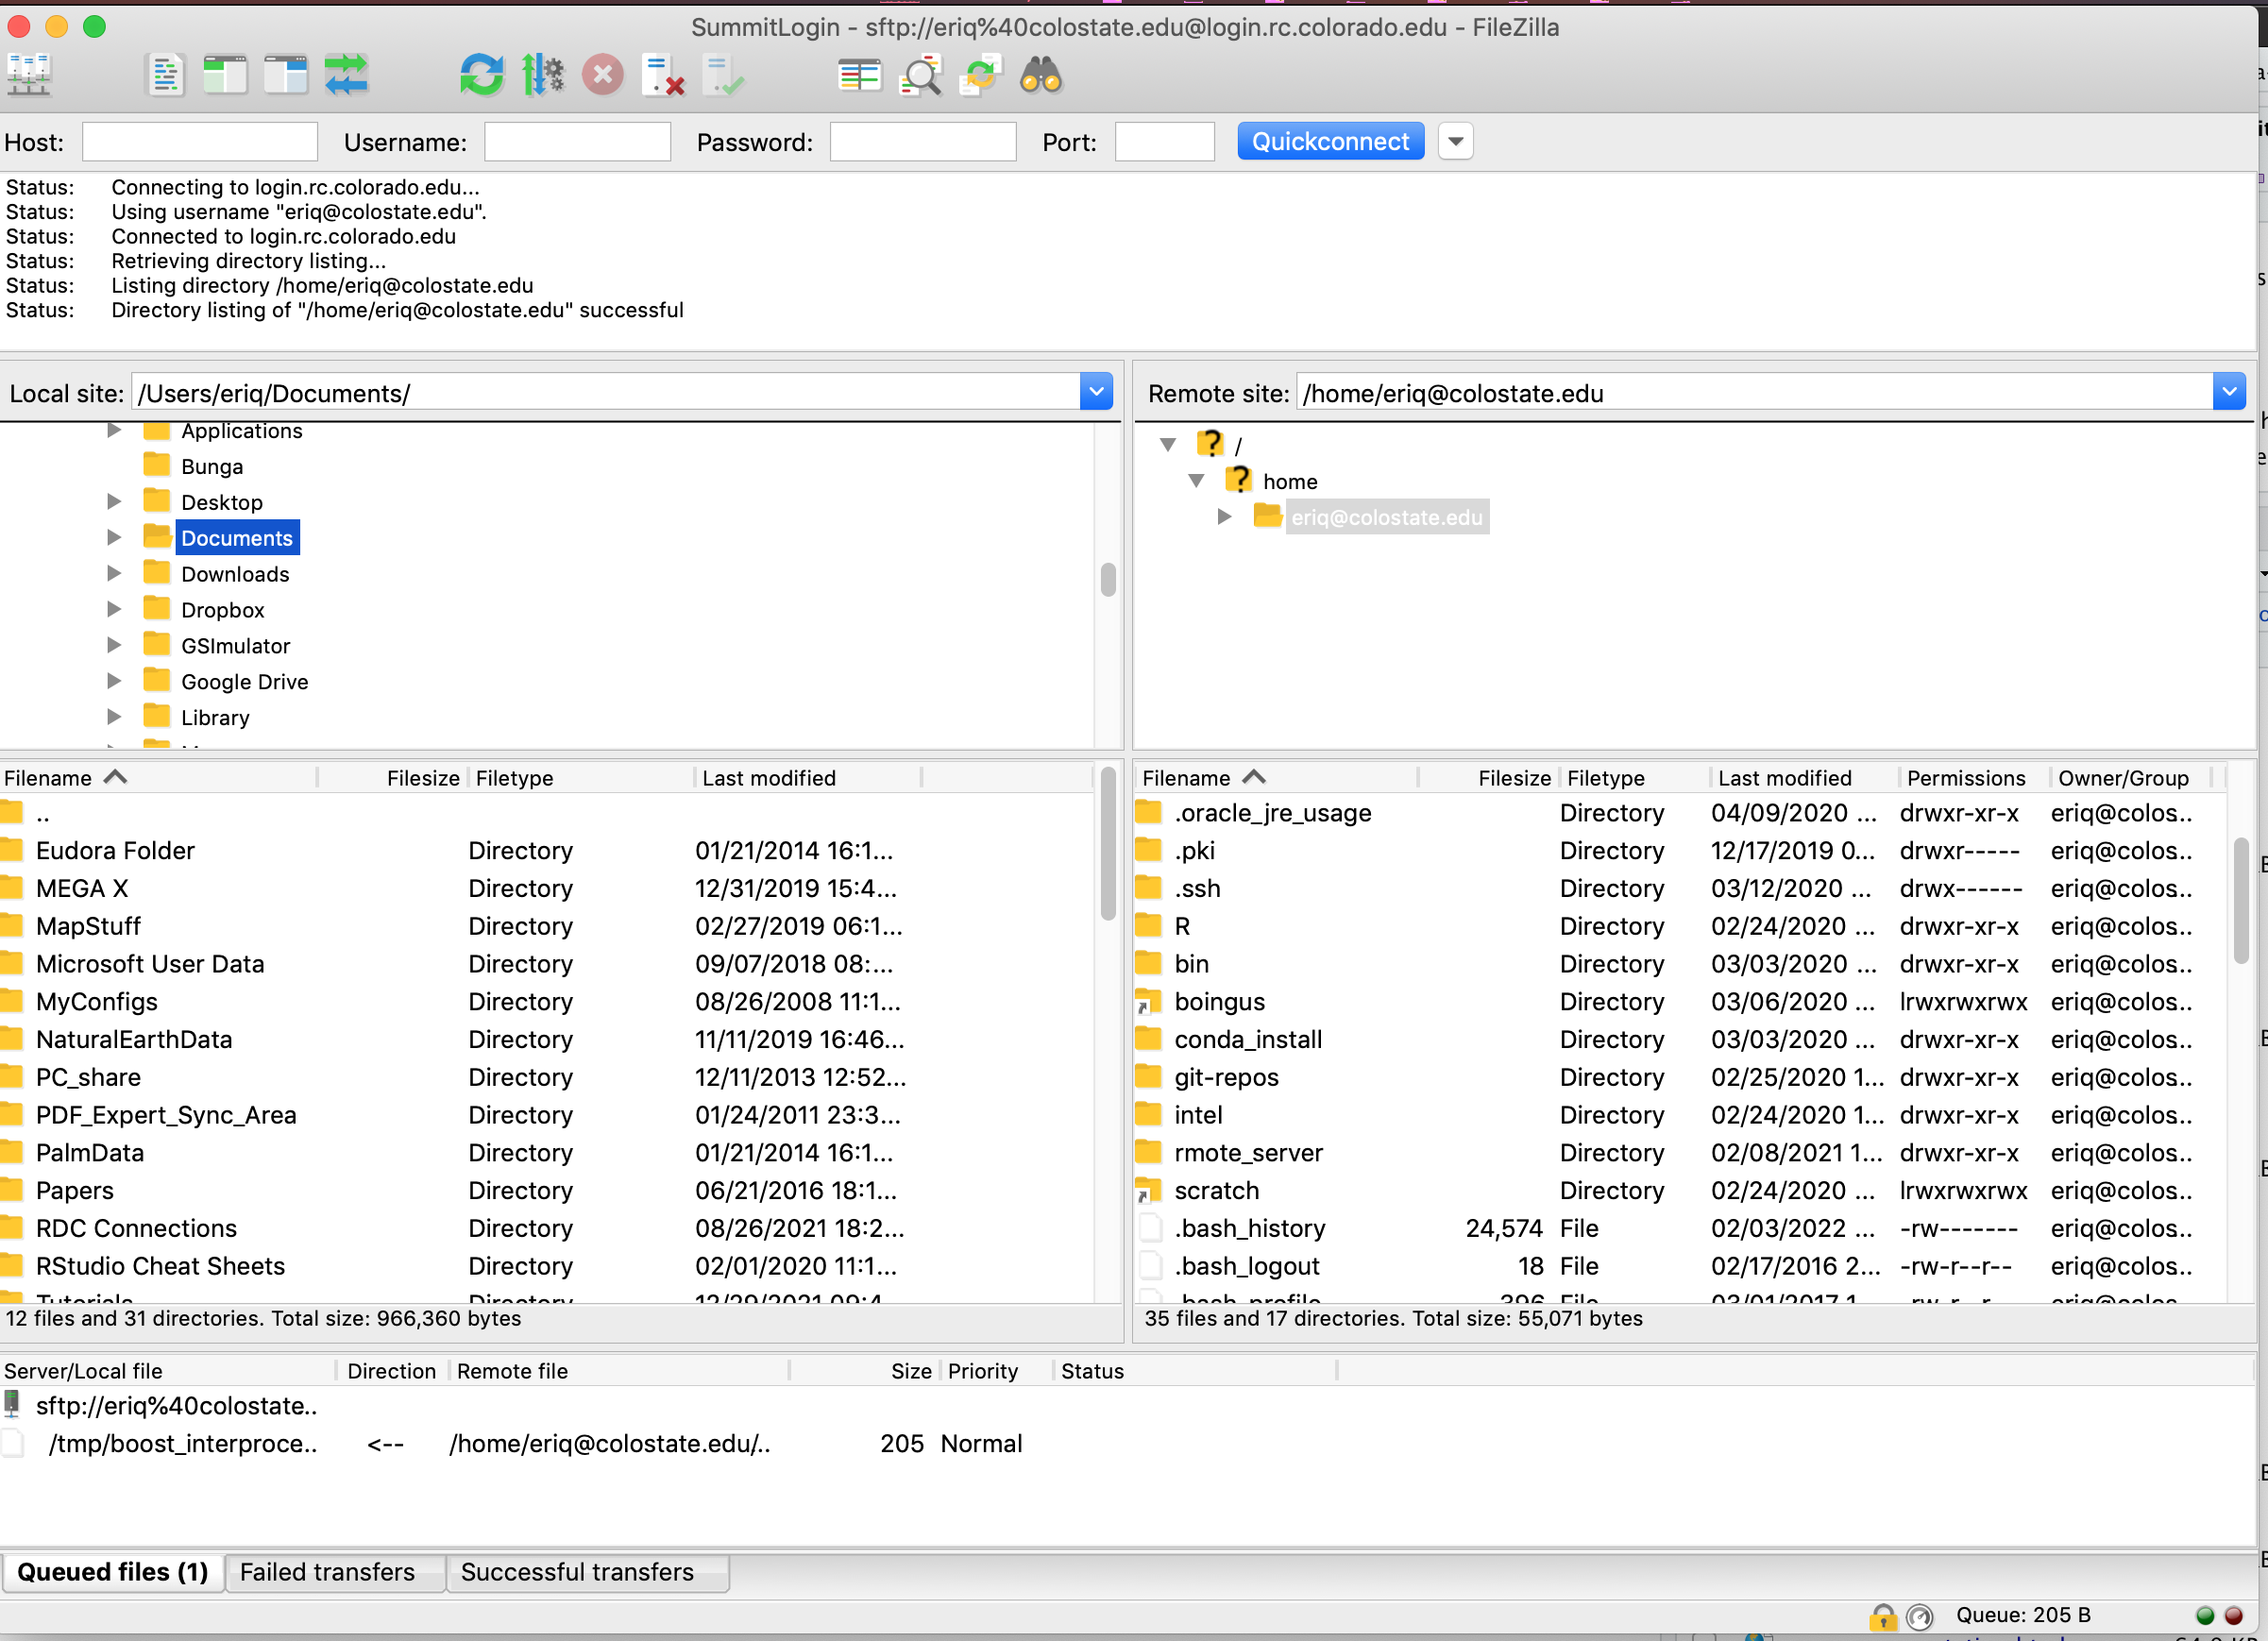 SummitLogin - sftp://eriq%40colostate.edu@login.rc.colorado.edu - FileZilla
Host: Username: Password: Port: Quickconnect
Status: Connecting to login.rc.colorado.edu...
Status: Using username "eriq@colostate.edu".
Status: Connected to login.rc.colorado.edu
Status: Retrieving directory listing...
Status: Listing directory /home/eriq@colostate.edu
Status: Directory listing of "/home/eriq@colostate.edu" successful
Local site: /Users/eriq/Documents/
Applications
Bunga
Desktop
Documents
Downloads
Dropbox
GSImulator
Google Drive
Library
Remote site: /home/eriq@colostate.edu
/
home
eriq@colostate.edu
Filename Filesize Filetype Last modified
..
Eudora Folder Directory 01/21/2014 16:1...
MEGA X Directory 12/31/2019 15:4...
MapStuff Directory 02/27/2019 06:1...
Microsoft User Data Directory 09/07/2018 08:...
MyConfigs Directory 08/26/2008 11:1...
NaturalEarthData Directory 11/11/2019 16:46...
PC_share Directory 12/11/2013 12:52...
PDF_Expert_Sync_Area Directory 01/24/2011 23:3...
PalmData Directory 01/21/2014 16:1...
Papers Directory 06/21/2016 18:1...
RDC Connections Directory 08/26/2021 18:2...
RStudio Cheat Sheets Directory 02/01/2020 11:1...
Tutorials Directory 12/29/2021 09:4
12 files and 31 directories. Total size: 966,360 bytes
Filename Filesize Filetype Last modified Permissions Owner/Group
.oracle_jre_usage Directory 04/09/2020 ... drwxr-xr-x eriq@colos...
.pki Directory 12/17/2019 0... drwxr----- eriq@colos...
.ssh Directory 03/12/2020 ... drwx------ eriq@colos...
R Directory 02/24/2020 ... drwxr-xr-x eriq@colos...
bin Directory 03/03/2020 ... drwxr-xr-x eriq@colos...
boingus Directory 03/06/2020 ... lrwxrwxrwx eriq@colos...
conda_install Directory 03/03/2020 ... drwxr-xr-x eriq@colos...
git-repos Directory 02/25/2020 1... drwxr-xr-x eriq@colos...
intel Directory 02/24/2020 1... drwxr-xr-x eriq@colos...
rmote_server Directory 02/08/2021 1... drwxr-xr-x eriq@colos...
scratch Directory 02/24/2020 ... lrwxrwxrwx eriq@colos...
.bash_history 24,574 File 02/03/2022 ... -rw------- eriq@colos...
.bash_logout 18 File 02/17/2016 2... -rw-r--r-- eriq@colos...
.bash_profile 396 File 03/01/2017 1 -rw-r--r-- eriq@colos
35 files and 17 directories. Total size: 55,071 bytes
Server/Local file Direction Remote file Size Priority Status
sftp://eriq%40colostate...
/tmp/boost_interproce... <-- /home/eriq@colostate.edu/... 205 Normal
Queued files (1) Failed transfers Successful transfers
Queue: 205 B